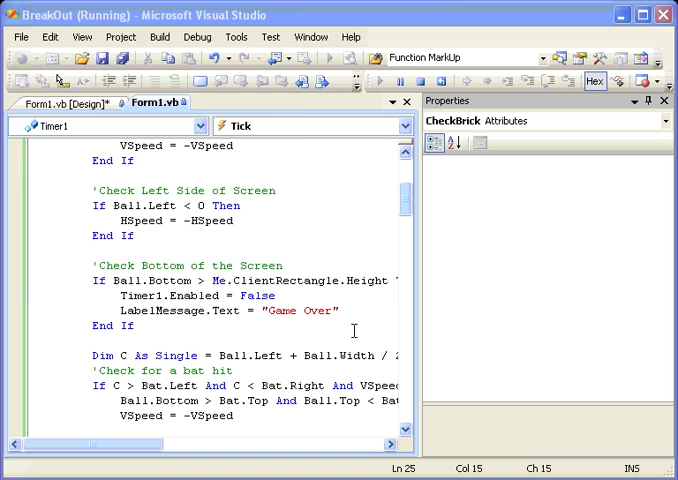 BreakOut (Running) - Microsoft Visual Studio
File Edit View Project Build Debug Tools Test Window Help
Function MarkUp
Hex
Form1.vb [Design]* Form1.vb
Properties
Timer1 Tick
CheckBrick Attributes
VSpeed = -VSpeed
End If
'Check Left Side of Screen
If Ball.Left < 0 Then
HSpeed = -HSpeed
End If
'Check Bottom of the Screen
If Ball.Bottom > Me.ClientRectangle.Height
Timer1.Enabled = False
LabelMessage.Text = "Game Over"
End If
Dim C As Single = Ball.Left + Ball.Width / 2
'Check for a bat hit
If C > Bat.Left And C < Bat.Right And VSpeed
Ball.Bottom > Bat.Top And Ball.Top < Bat
VSpeed = -VSpeed
Ln 25 Col 15 Ch 15 INS